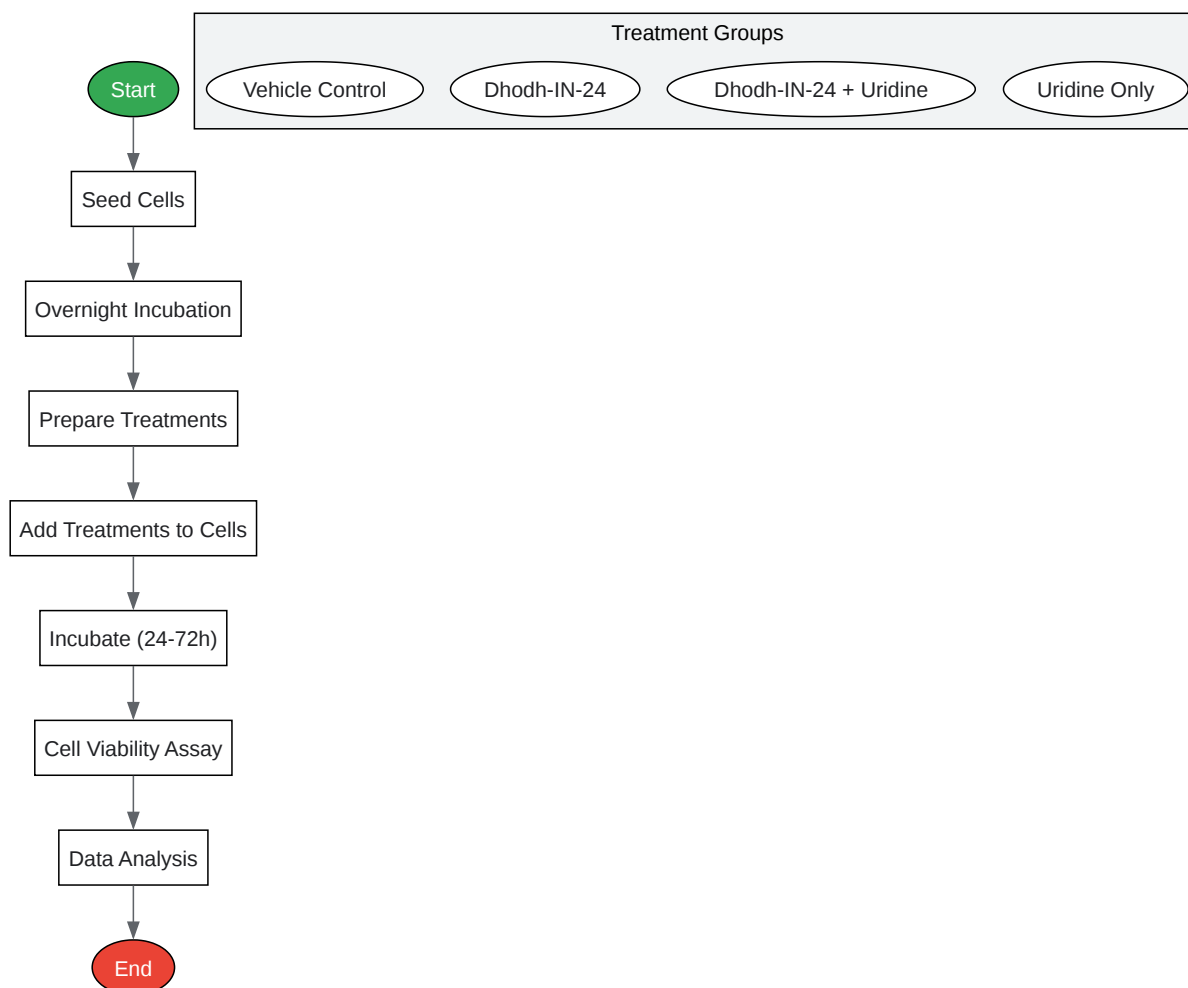 Treatment Groups
Start
Vehicle Control
Dhodh-IN-24
Dhodh-IN-24 + Uridine
Uridine Only
Seed Cells
Overnight Incubation
Prepare Treatments
Add Treatments to Cells
Incubate (24-72h)
Cell Viability Assay
Data Analysis
End